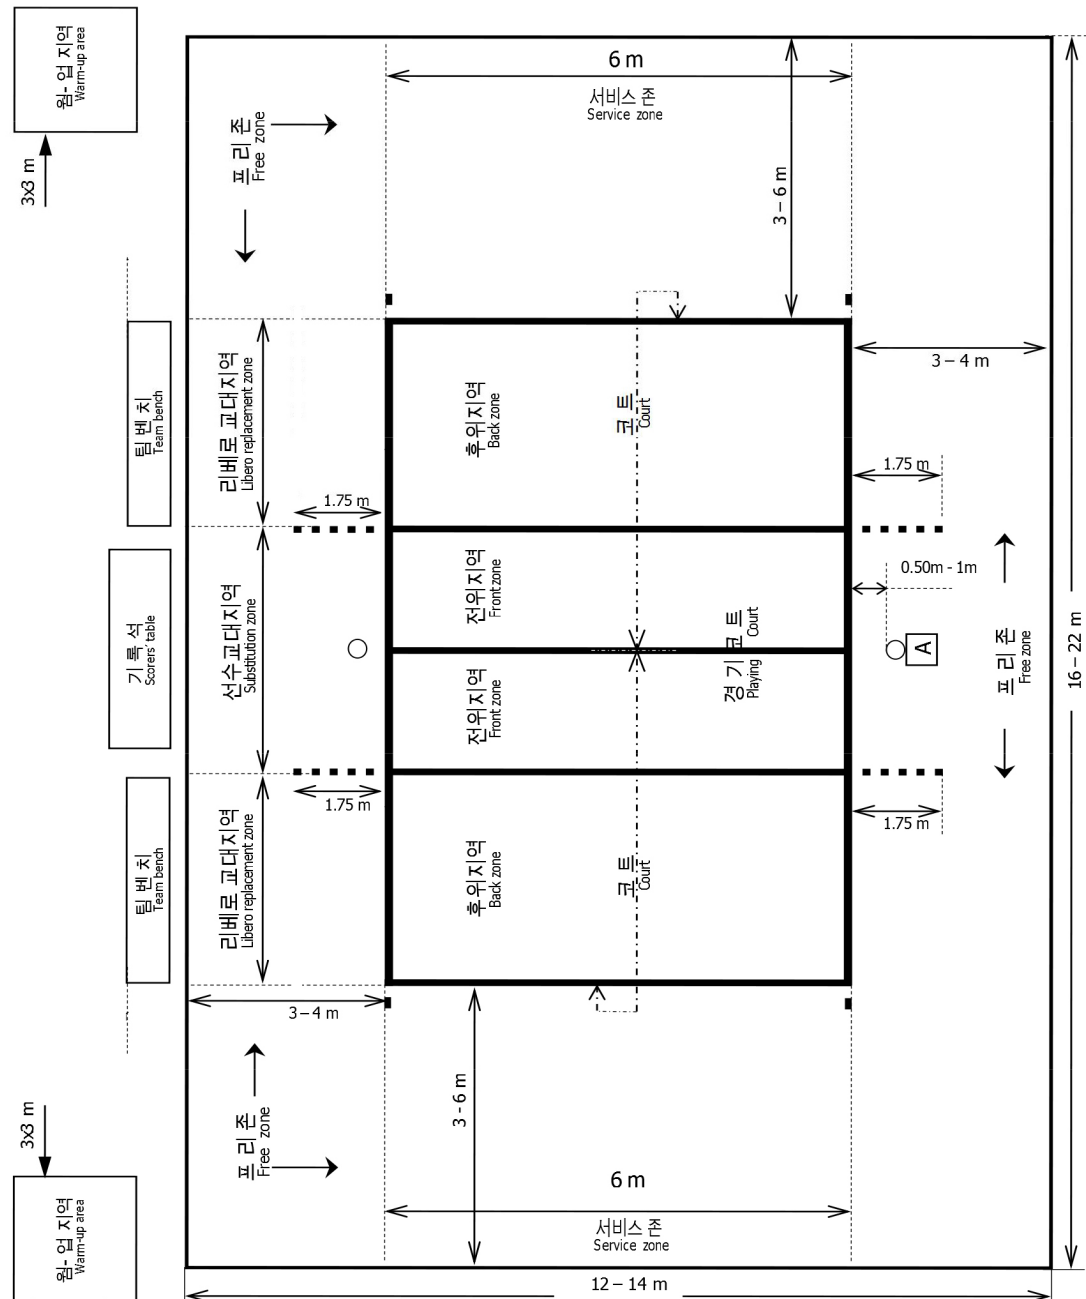 웜- 업 지역
Warm-up area
3x3 m
6 m
서비스 존
Service zone
프 리 존
Free zone
3 – 6 m
3 – 4 m
팀 벤 치
Team bench
리베로 교대지역
Libero replacement zone
후위지역
Back zone
코 트
Court
1.75 m
1.75 m
0.50m - 1m
기 록 석
Scorers' table
선수교대지역
Substitution zone
전위지역
Front zone
전위지역
Front zone
경 기 코 트
Playing Court
A
프 리 존
Free zone
16 – 22 m
1.75 m
1.75 m
팀 벤 치
Team bench
리베로 교대지역
Libero replacement zone
후위지역
Back zone
코 트
Court
3 – 4 m
3 - 6 m
3x3 m
프 리 존
Free zone
6 m
서비스 존
Service zone
웜- 업 지역
Warm-up area
12 – 14 m